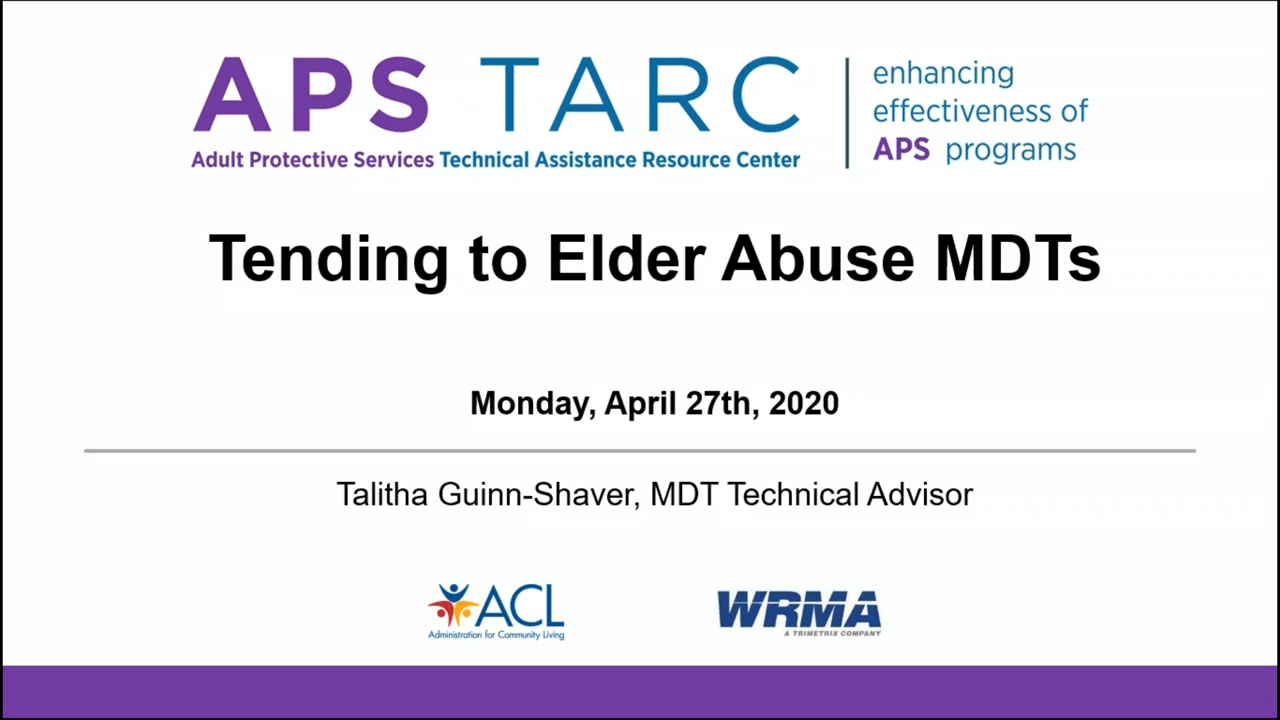 APS TARC
Adult Protective Services Technical Assistance Resource Center
enhancing
effectiveness of
APS programs
Tending to Elder Abuse MDTs
Monday, April 27th, 2020
Talitha Guinn-Shaver, MDT Technical Advisor
ACL
Administration for Community Living
WRMA
A TRIMETRIX COMPANY